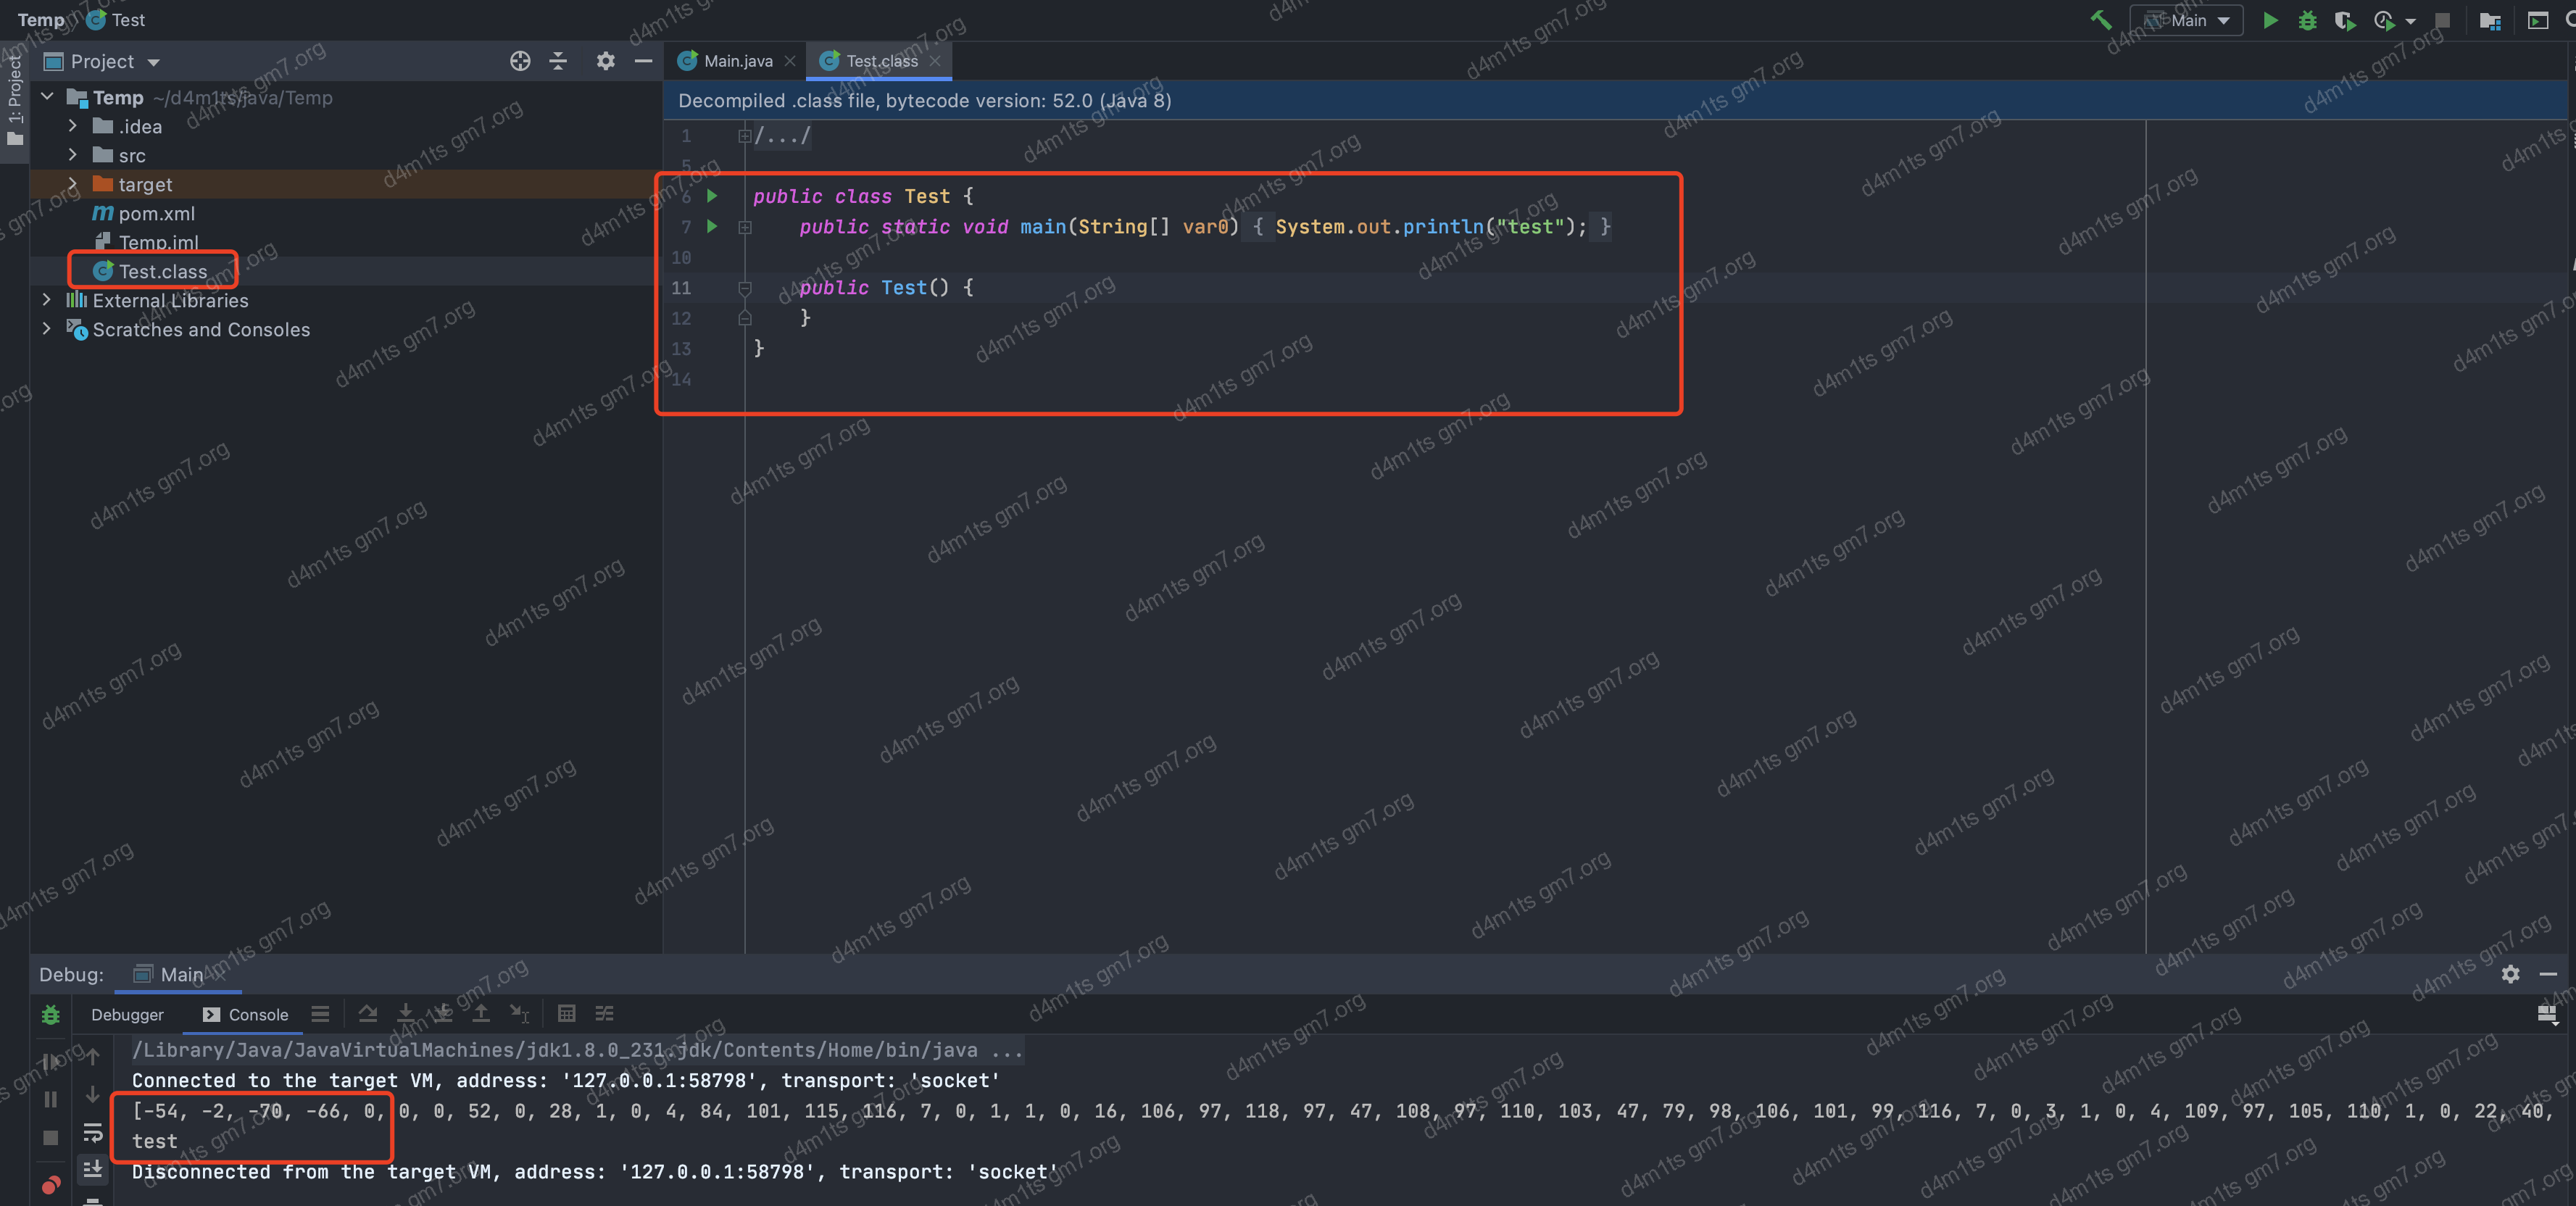 Temp Test
Main
1: Project
Project
Main.java
Test.class
Temp ~/d4m1ts/java/Temp
.idea
src
target
pom.xml
Temp.iml
Test.class
External Libraries
Scratches and Consoles
Decompiled .class file, bytecode version: 52.0 (Java 8)
1 /.../
5
6 public class Test {
7 public static void main(String[] var0) { System.out.println("test"); }
10
11 public Test() {
12 }
13 }
14
Debug: Main
Debugger Console
/Library/Java/JavaVirtualMachines/jdk1.8.0_231.jdk/Contents/Home/bin/java ...
Connected to the target VM, address: '127.0.0.1:58798', transport: 'socket'
[-54, -2, -70, -66, 0, 0, 0, 52, 0, 28, 1, 0, 4, 84, 101, 115, 116, 7, 0, 1, 1, 0, 16, 106, 97, 118, 97, 47, 108, 97, 110, 103, 47, 79, 98, 106, 101, 99, 116, 7, 0, 3, 1, 0, 4, 109, 97, 105, 110, 1, 0, 22, 40,
test
Disconnected from the target VM, address: '127.0.0.1:58798', transport: 'socket'
d4m1ts gm7.org